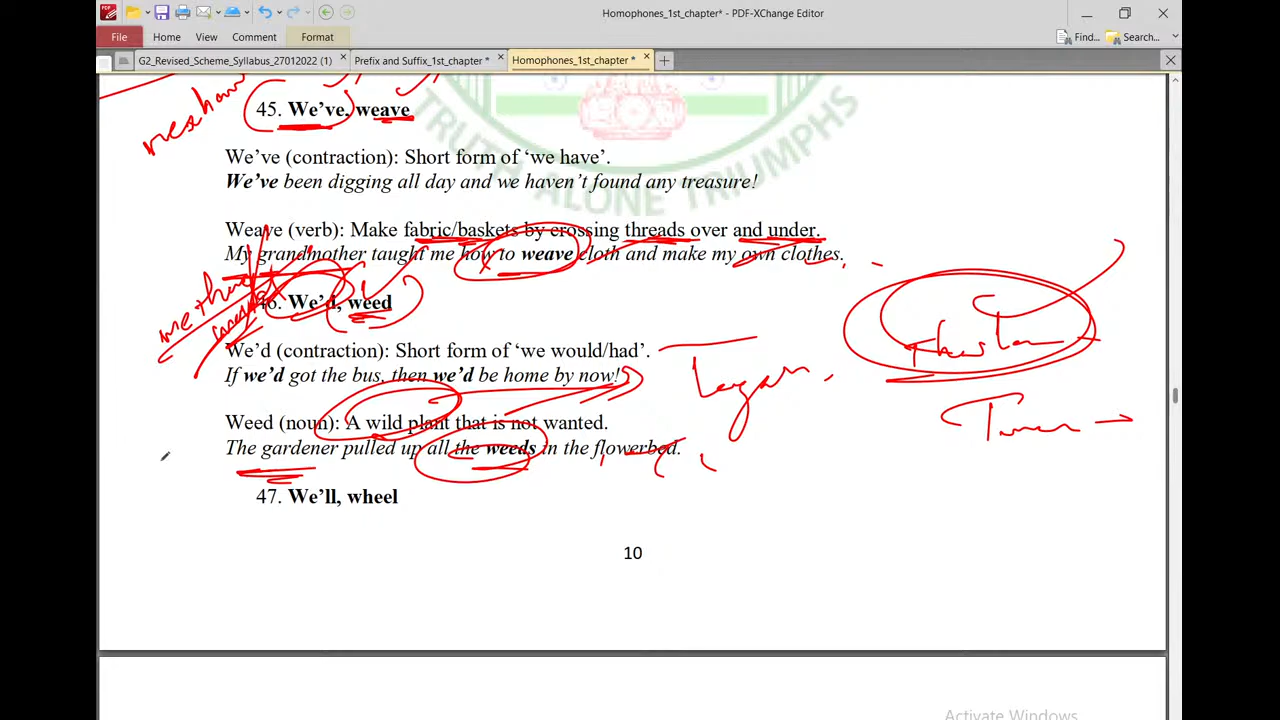 Homophones_1st_chapter* - PDF-XChange Editor
File Home View Comment Format Find... Search...
G2_Revised_Scheme_Syllabus_27012022 (1) Prefix and Suffix_1st_chapter * Homophones_1st_chapter *
TRUTH ALONE TRIUMPHS
45. We've, weave
We've (contraction): Short form of ‘we have’.
We've been digging all day and we haven't found any treasure!
Weave (verb): Make fabric/baskets by crossing threads over and under.
My grandmother taught me how to weave cloth and make my own clothes.
46. We'd, weed
We'd (contraction): Short form of ‘we would/had’.
If we'd got the bus, then we'd be home by now!
Weed (noun): A wild plant that is not wanted.
The gardener pulled up all the weeds in the flowerbed.
47. We'll, wheel
10
Activate Windows